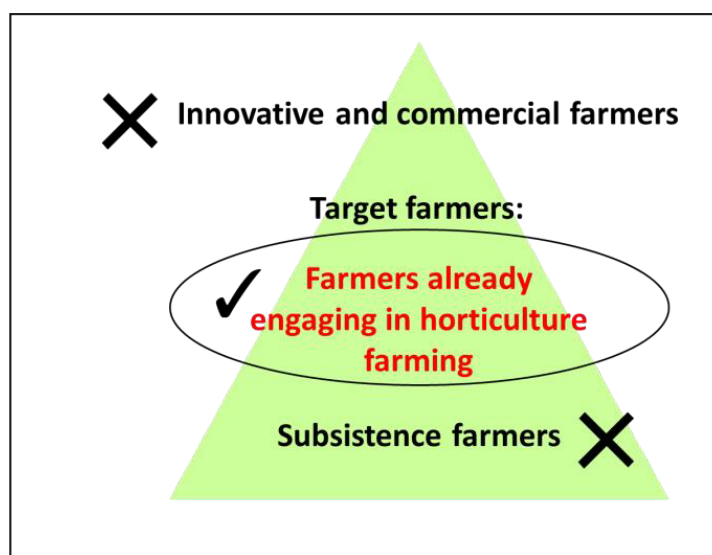 Innovative and commercial farmers
Target farmers:
Farmers already
engaging in horticulture
farming
Subsistence farmers